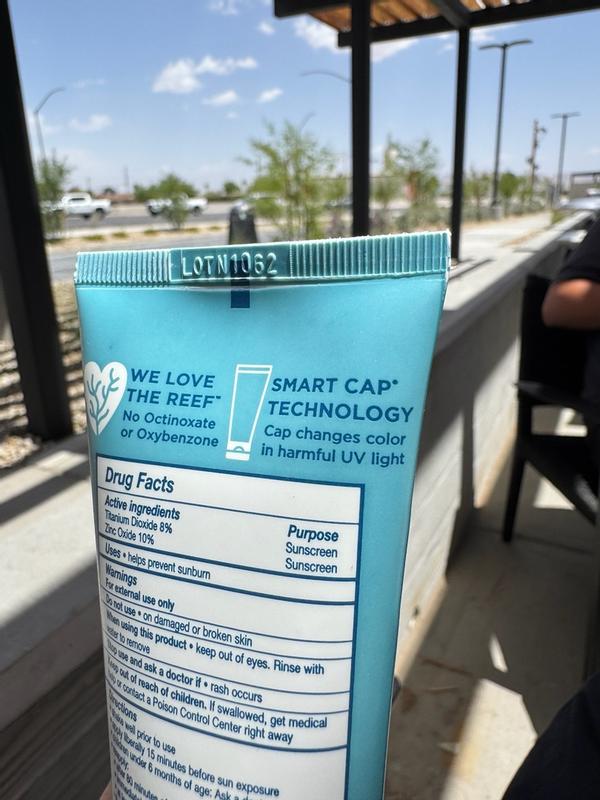 LOTN1062
WE LOVE
THE REEF™
No Octinoxate
or Oxybenzone
SMART CAP®
TECHNOLOGY
Cap changes color
in harmful UV light
Drug Facts
Active ingredients
Purpose
Titanium Dioxide 8%
Sunscreen
Zinc Oxide 10%
Sunscreen
Uses • helps prevent sunburn
Warnings
For external use only
Do not use • on damaged or broken skin
When using this product • keep out of eyes. Rinse with
water to remove
Stop use and ask a doctor if • rash occurs
Keep out of reach of children. If swallowed, get medical
help or contact a Poison Control Center right away
Directions
well prior to use
liberally 15 minutes before sun exposure
children under 6 months of age: Ask a
80 minutes